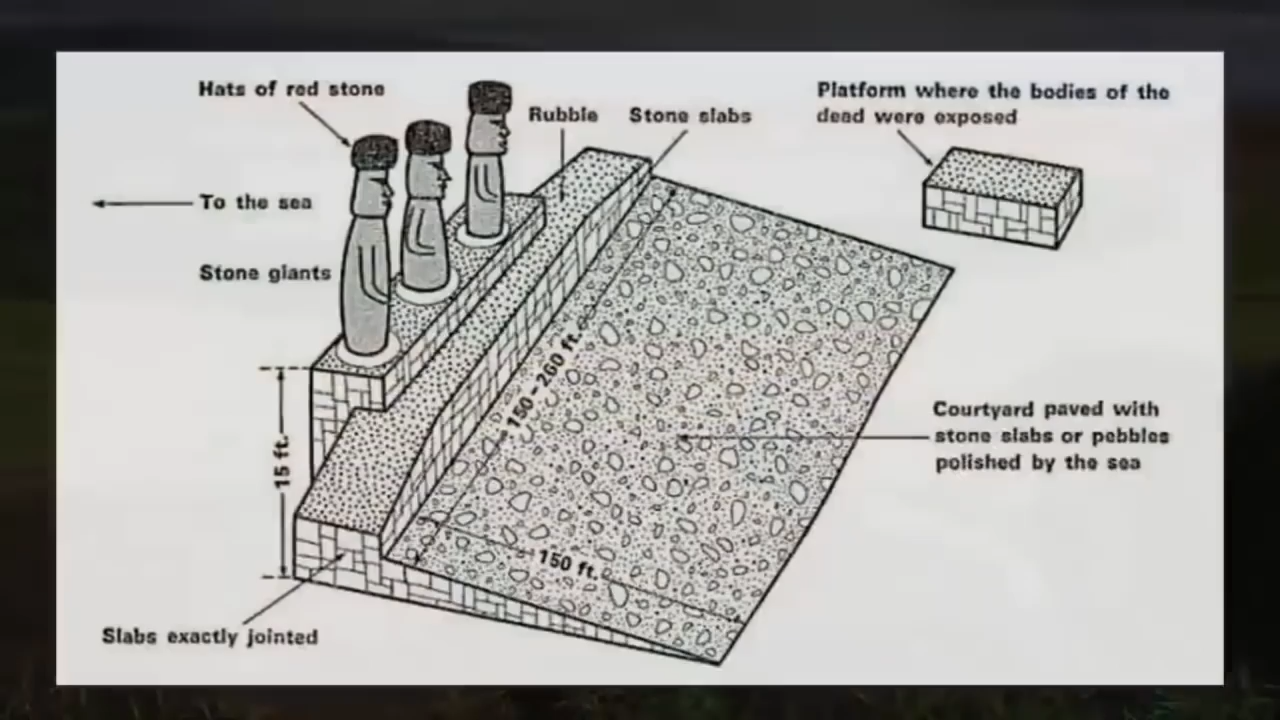 Hats of red stone
Rubble
Stone slabs
Platform where the bodies of the
dead were exposed
To the sea
Stone giants
150 - 260 ft.
Courtyard paved with
stone slabs or pebbles
polished by the sea
15 ft.
150 ft.
Slabs exactly jointed